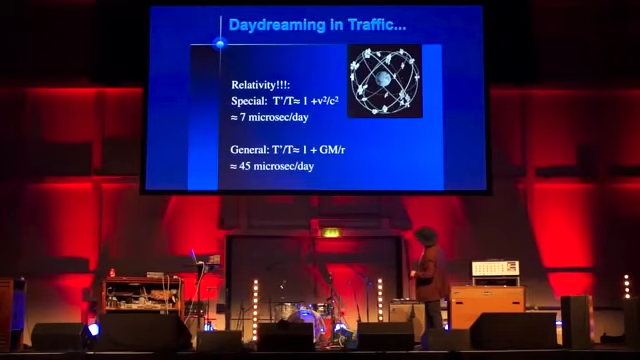 Daydreaming in Traffic...
Relativity!!!:
Special: T'/T≈ 1 +v²/c²
≈ 7 microsec/day
General: T'/T≈ 1 + GM/r
≈ 45 microsec/day